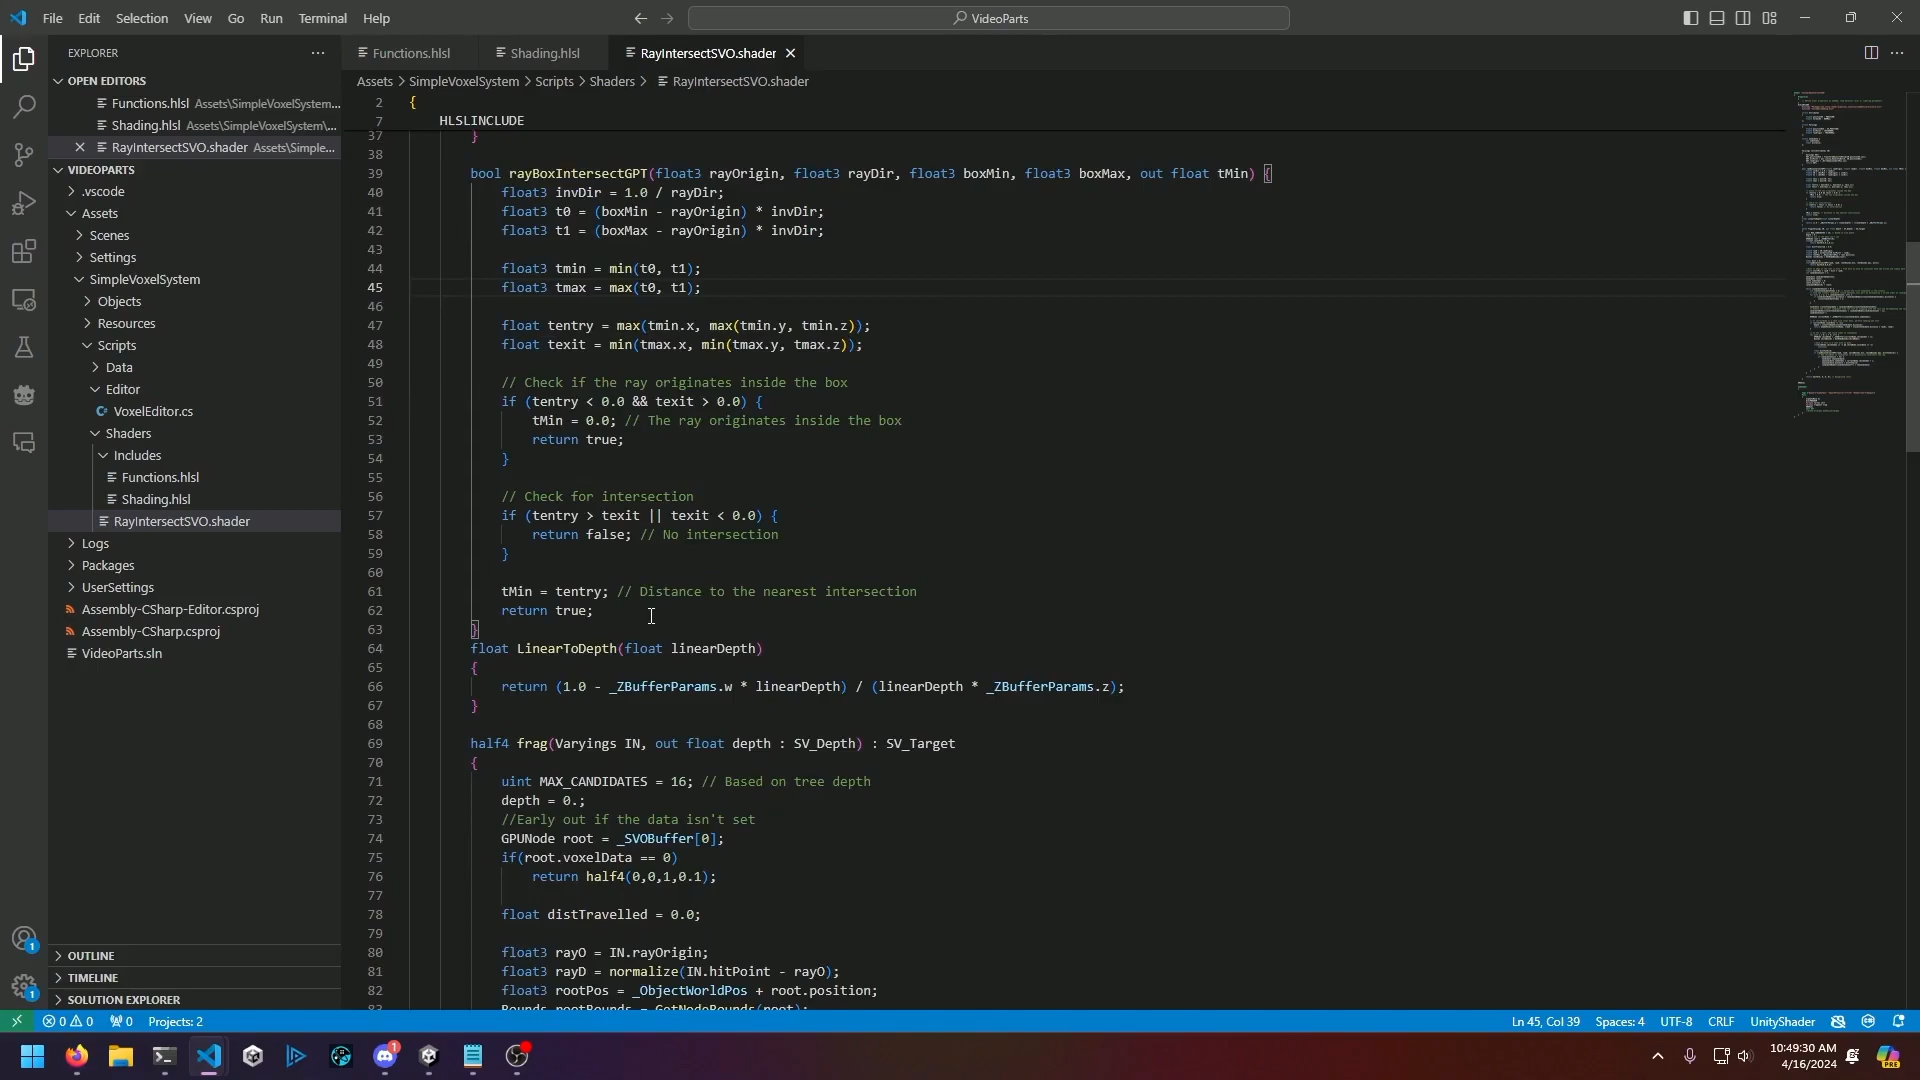 File Edit Selection View Go Run Terminal Help
VideoParts
EXPLORER
OPEN EDITORS
Functions.hlsl Assets\SimpleVoxelSystem...
Shading.hlsl Assets\SimpleVoxelSystem\...
RayIntersectSVO.shader Assets\Simple...
VIDEOPARTS
.vscode
Assets
Scenes
Settings
SimpleVoxelSystem
Objects
Resources
Scripts
Data
Editor
VoxelEditor.cs
Shaders
Includes
Functions.hlsl
Shading.hlsl
RayIntersectSVO.shader
Logs
Packages
UserSettings
Assembly-CSharp-Editor.csproj
Assembly-CSharp.csproj
VideoParts.sln
OUTLINE
TIMELINE
SOLUTION EXPLORER
Functions.hlsl Shading.hlsl RayIntersectSVO.shader
Assets > SimpleVoxelSystem > Scripts > Shaders > RayIntersectSVO.shader
2 {
7 HLSLINCLUDE
37 }
38
39 bool rayBoxIntersectGPT(float3 rayOrigin, float3 rayDir, float3 boxMin, float3 boxMax, out float tMin) {
40 float3 invDir = 1.0 / rayDir;
41 float3 t0 = (boxMin - rayOrigin) * invDir;
42 float3 t1 = (boxMax - rayOrigin) * invDir;
43
44 float3 tmin = min(t0, t1);
45 float3 tmax = max(t0, t1);
46
47 float tentry = max(tmin.x, max(tmin.y, tmin.z));
48 float texit = min(tmax.x, min(tmax.y, tmax.z));
49
50 // Check if the ray originates inside the box
51 if (tentry < 0.0 && texit > 0.0) {
52 tMin = 0.0; // The ray originates inside the box
53 return true;
54 }
55
56 // Check for intersection
57 if (tentry > texit || texit < 0.0) {
58 return false; // No intersection
59 }
60
61 tMin = tentry; // Distance to the nearest intersection
62 return true;
63 }
64 float LinearToDepth(float linearDepth)
65 {
66 return (1.0 - _ZBufferParams.w * linearDepth) / (linearDepth * _ZBufferParams.z);
67 }
68
69 half4 frag(Varyings IN, out float depth : SV_Depth) : SV_Target
70 {
71 uint MAX_CANDIDATES = 16; // Based on tree depth
72 depth = 0.;
73 //Early out if the data isn't set
74 GPUNode root = _SVOBuffer[0];
75 if(root.voxelData == 0)
76 return half4(0,0,1,0.1);
77
78 float distTravelled = 0.0;
79
80 float3 rayO = IN.rayOrigin;
81 float3 rayD = normalize(IN.hitPoint - rayO);
82 float3 rootPos = _ObjectWorldPos + root.position;
83 Bounds rootBounds = GetNodeBounds(root);
0 0 0 Projects: 2
Ln 45, Col 39 Spaces: 4 UTF-8 CRLF UnityShader
10:49:30 AM
4/16/2024